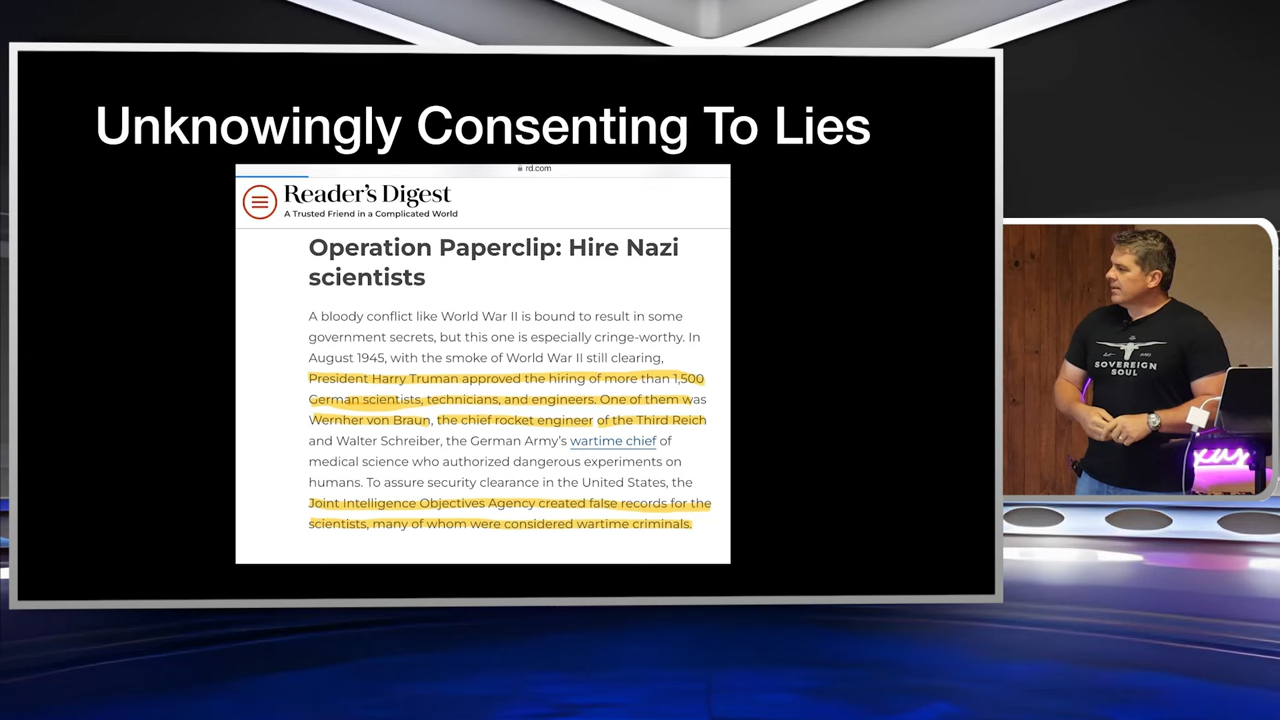 Unknowingly Consenting To Lies
rd.com
Reader's Digest
A Trusted Friend in a Complicated World
Operation Paperclip: Hire Nazi
scientists
A bloody conflict like World War II is bound to result in some
government secrets, but this one is especially cringe-worthy. In
August 1945, with the smoke of World War II still clearing,
President Harry Truman approved the hiring of more than 1,500
German scientists, technicians, and engineers. One of them was
Wernher von Braun, the chief rocket engineer of the Third Reich
and Walter Schreiber, the German Army's wartime chief of
medical science who authorized dangerous experiments on
humans. To assure security clearance in the United States, the
Joint Intelligence Objectives Agency created false records for the
scientists, many of whom were considered wartime criminals.
SOVEREIGN
SOUL